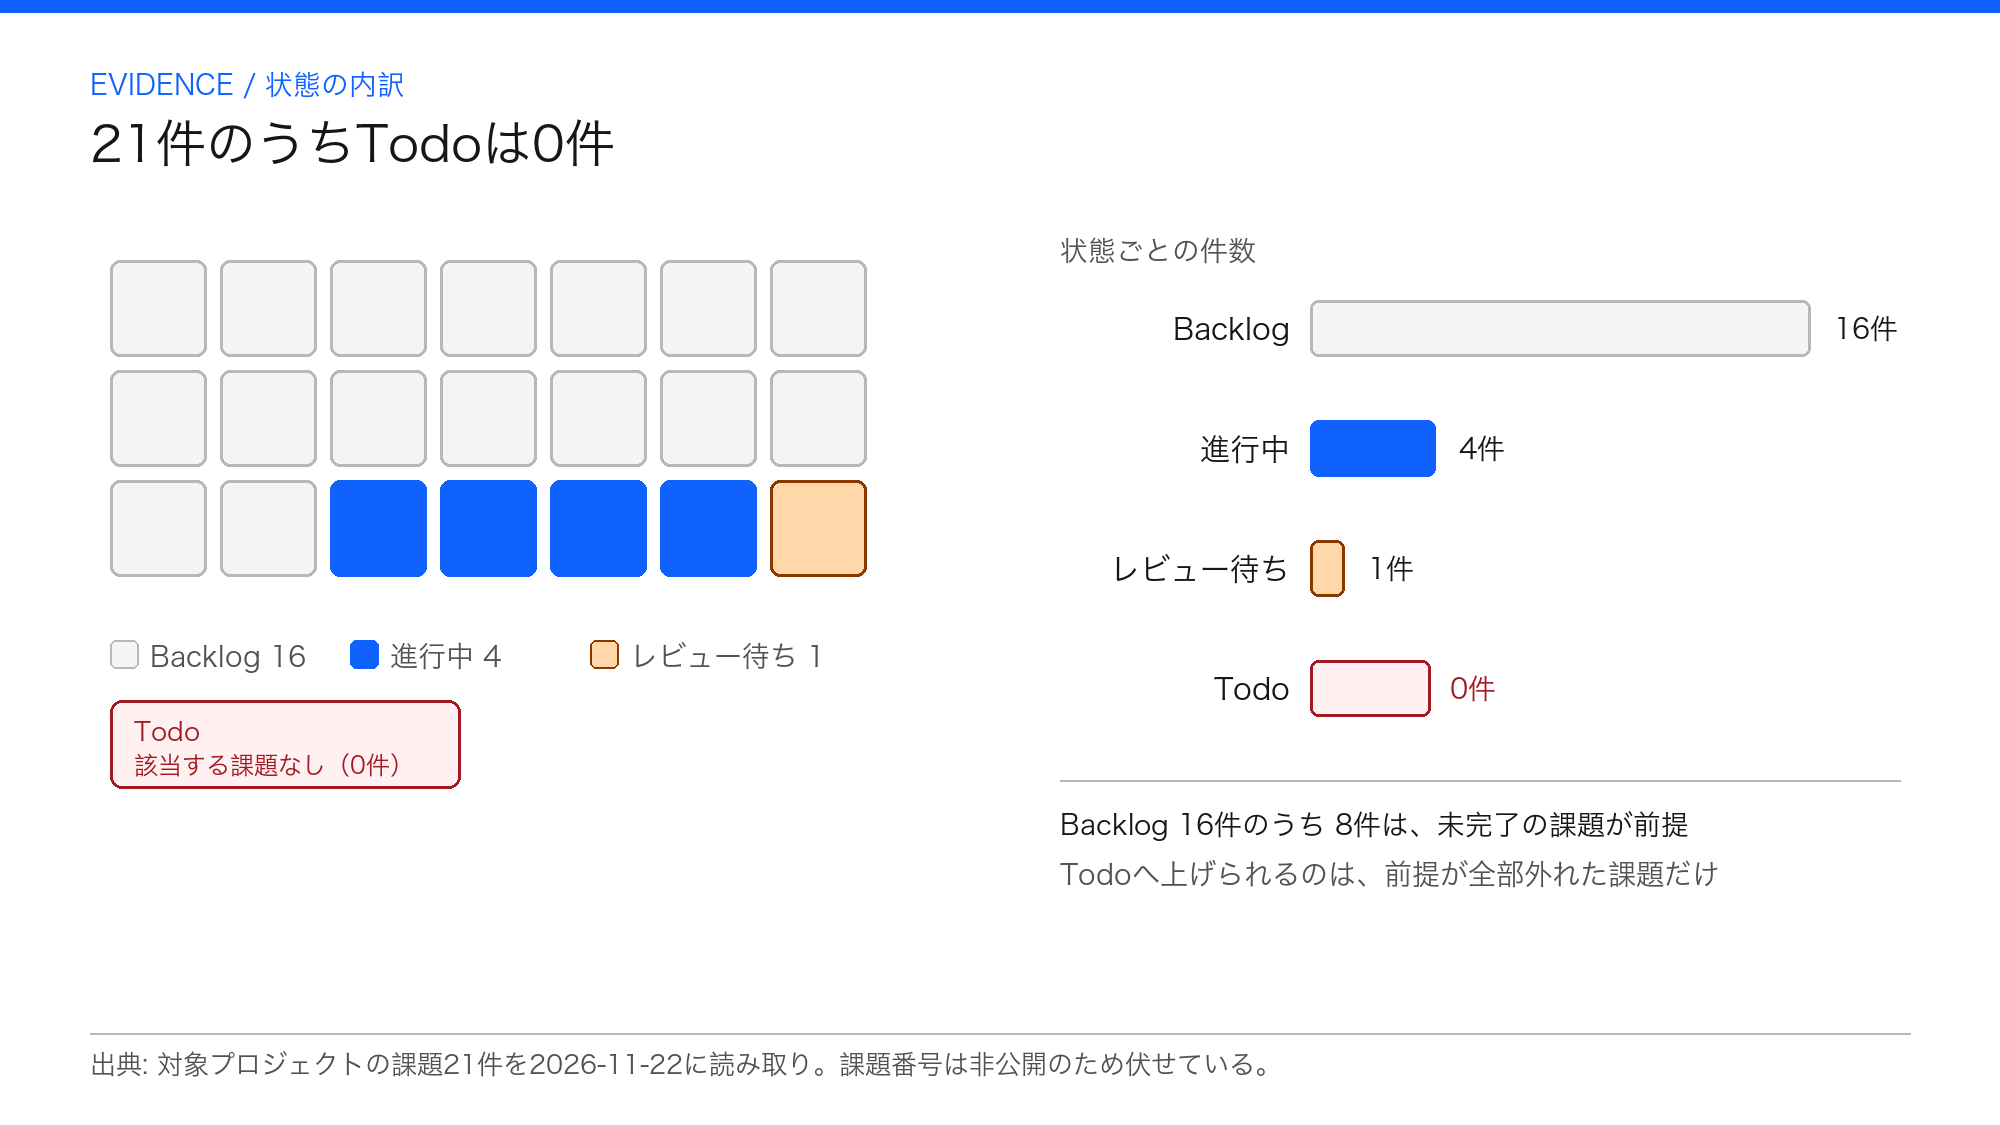 EVIDENCE / 状態の内訳
21件のうちTodoは0件
Backlog 16
進行中 4
レビュー待ち 1
Todo
該当する課題なし（0件）
状態ごとの件数
Backlog 16件
進行中 4件
レビュー待ち 1件
Todo 0件
Backlog 16件のうち 8件は、未完了の課題が前提
Todoへ上げられるのは、前提が全部外れた課題だけ
出典: 対象プロジェクトの課題21件を2026-11-22に読み取り。課題番号は非公開のため伏せている。